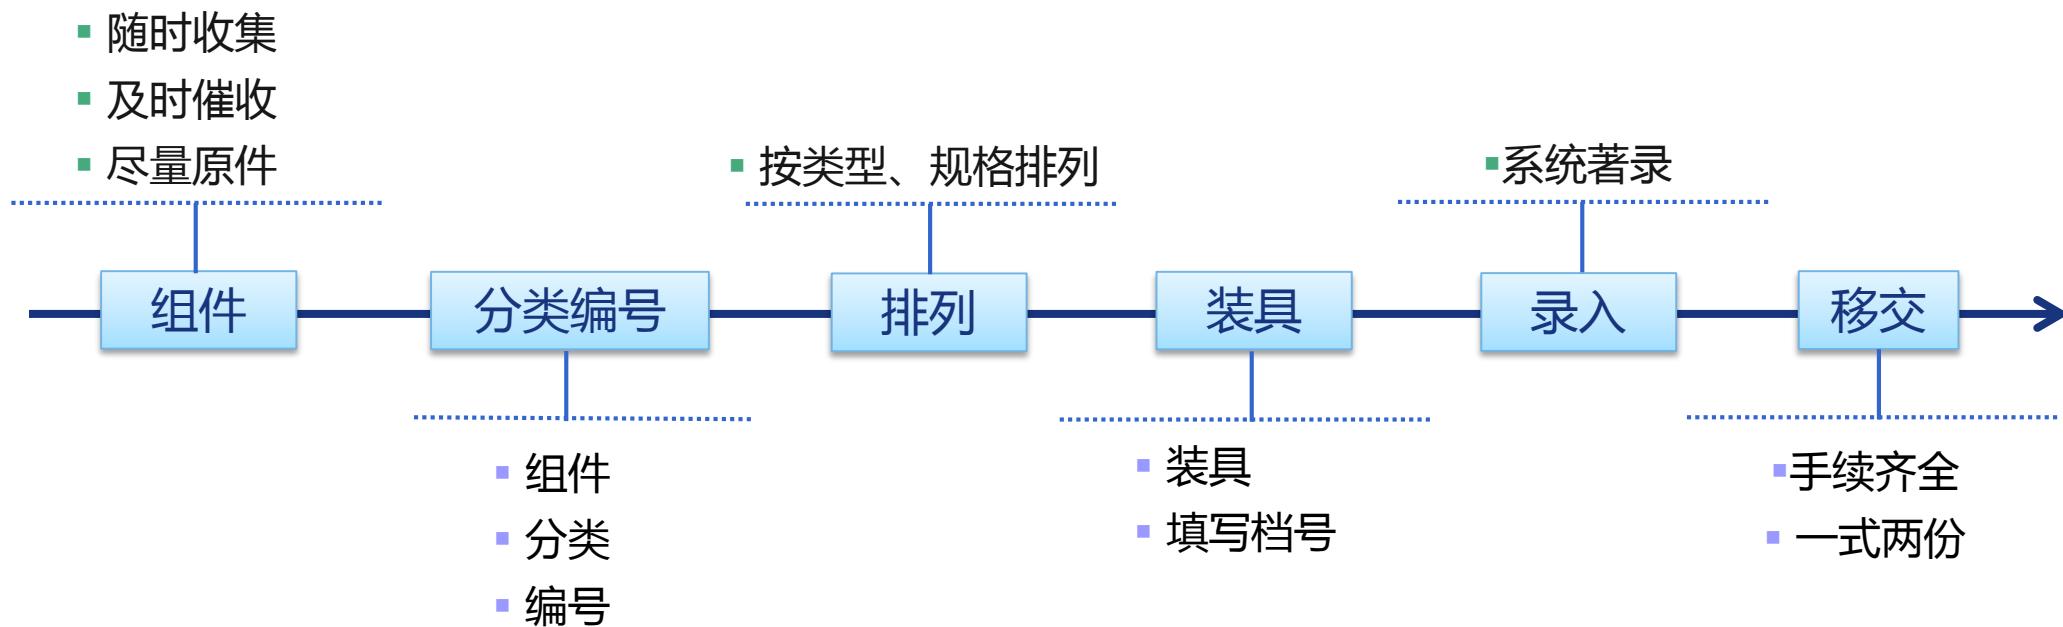 随时收集
及时催收
尽量原件
按类型、规格排列
系统著录
组件
分类编号
排列
装具
录入
移交
组件
分类
编号
装具
填写档号
手续齐全
一式两份